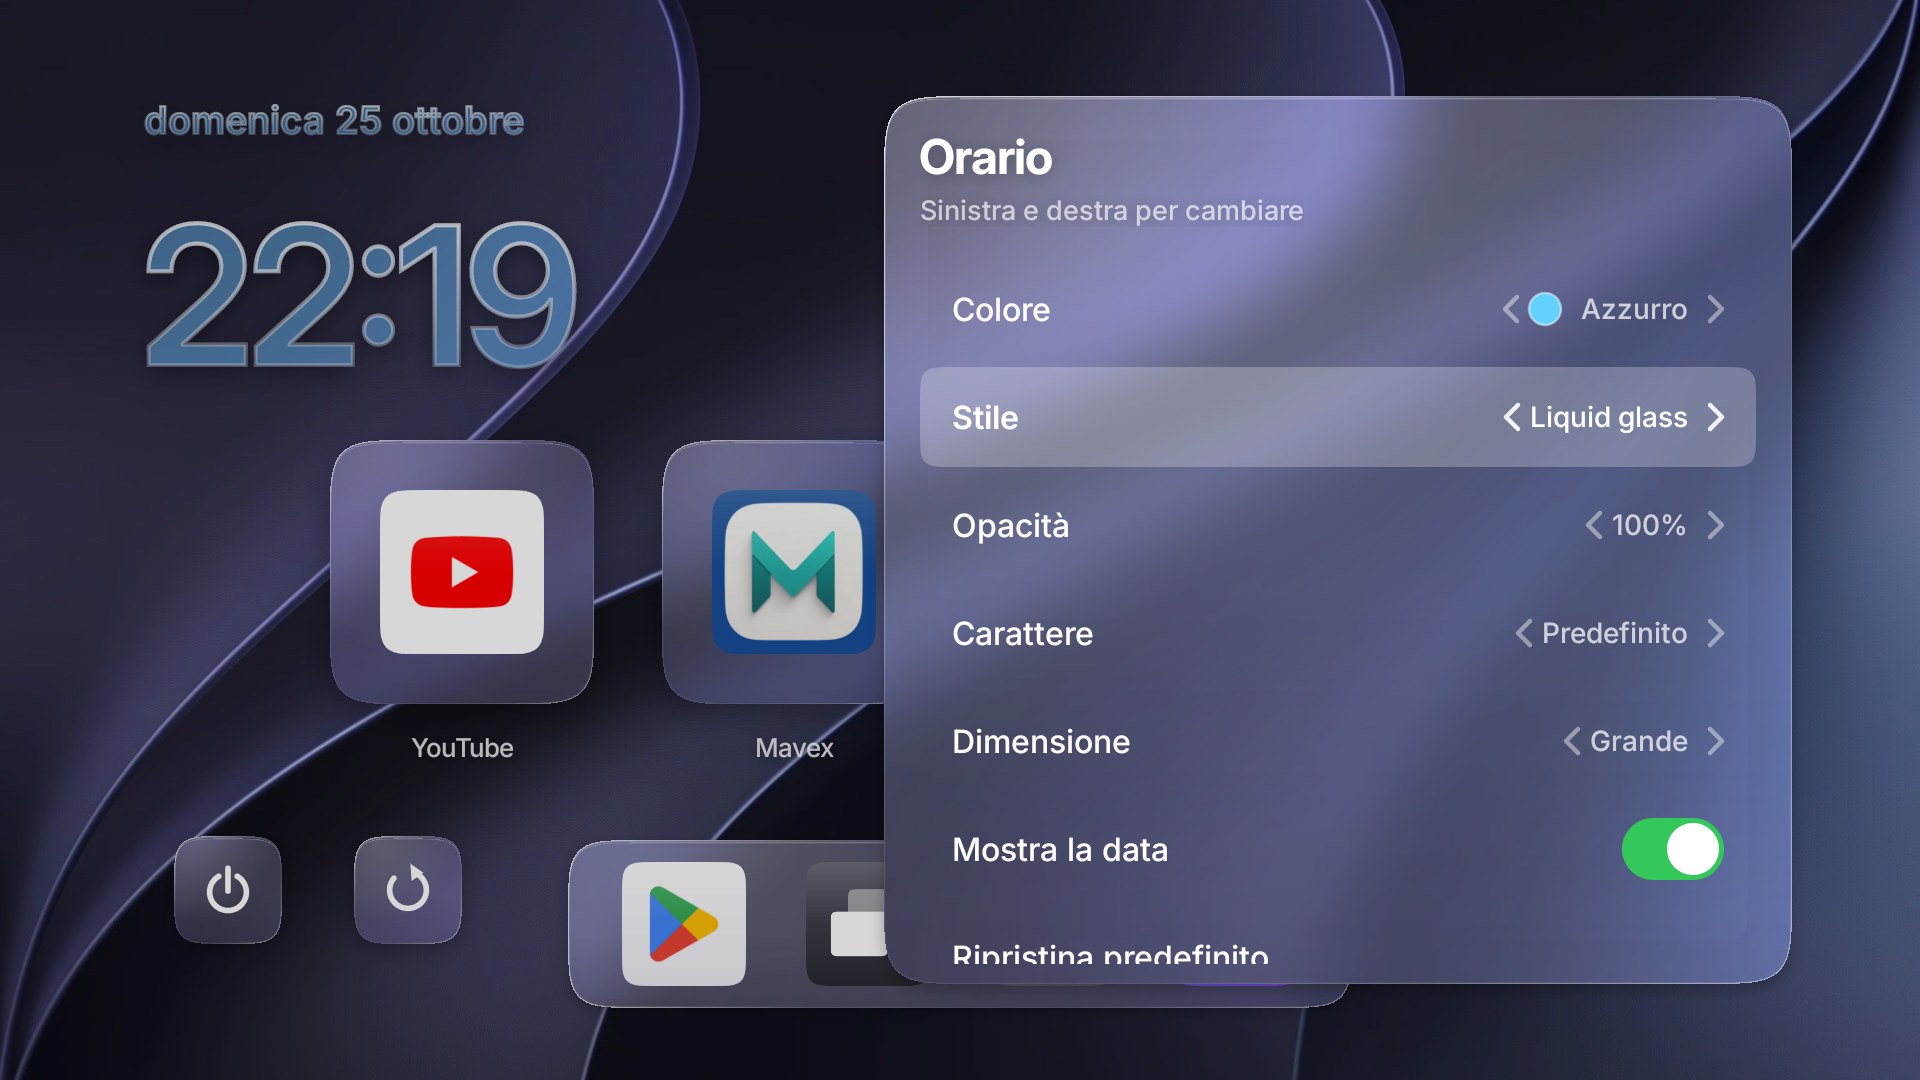 domenica 25 ottobre
22:19
YouTube
Mavex
Orario
Sinistra e destra per cambiare
Colore
Azzurro
Stile
Liquid glass
Opacità
100%
Carattere
Predefinito
Dimensione
Grande
Mostra la data
Ripristina predefinito